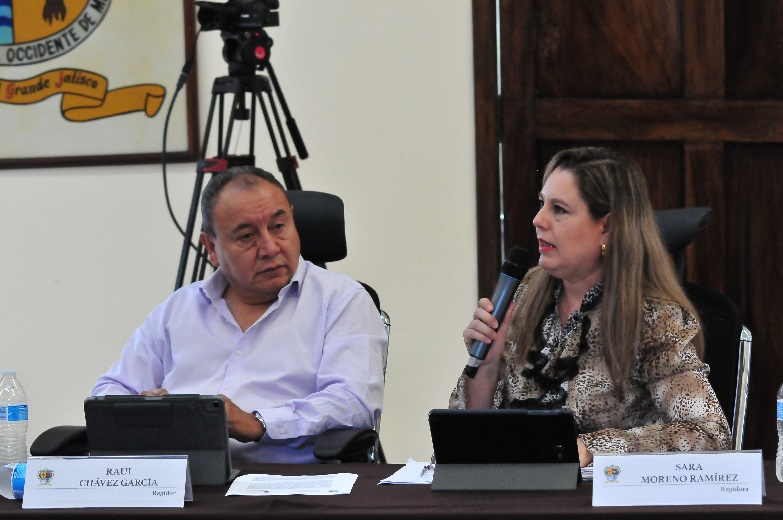 OCCIDENTE DE M
Grande Jalisco
RAUL
CHÁVEZ GARCÍA
Regidor
SARA
MORENO RAMÍREZ
Regidora